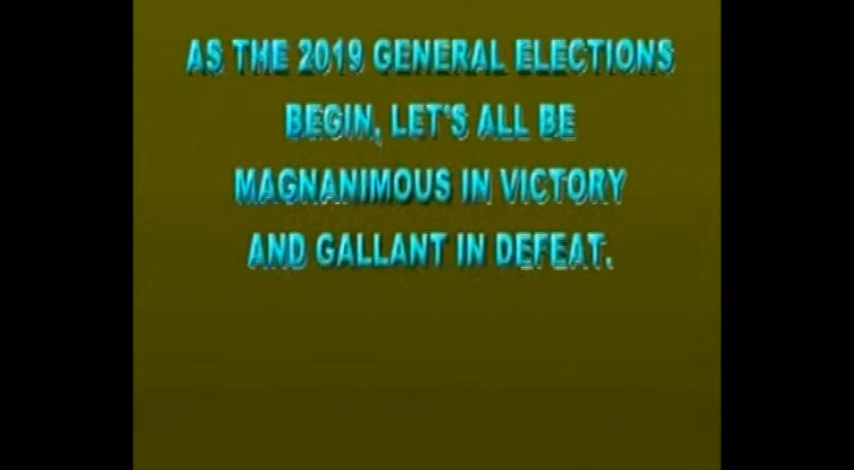 AS THE 2019 GENERAL ELECTIONS
BEGIN, LET'S ALL BE
MAGNANIMOUS IN VICTORY
AND GALLANT IN DEFEAT.